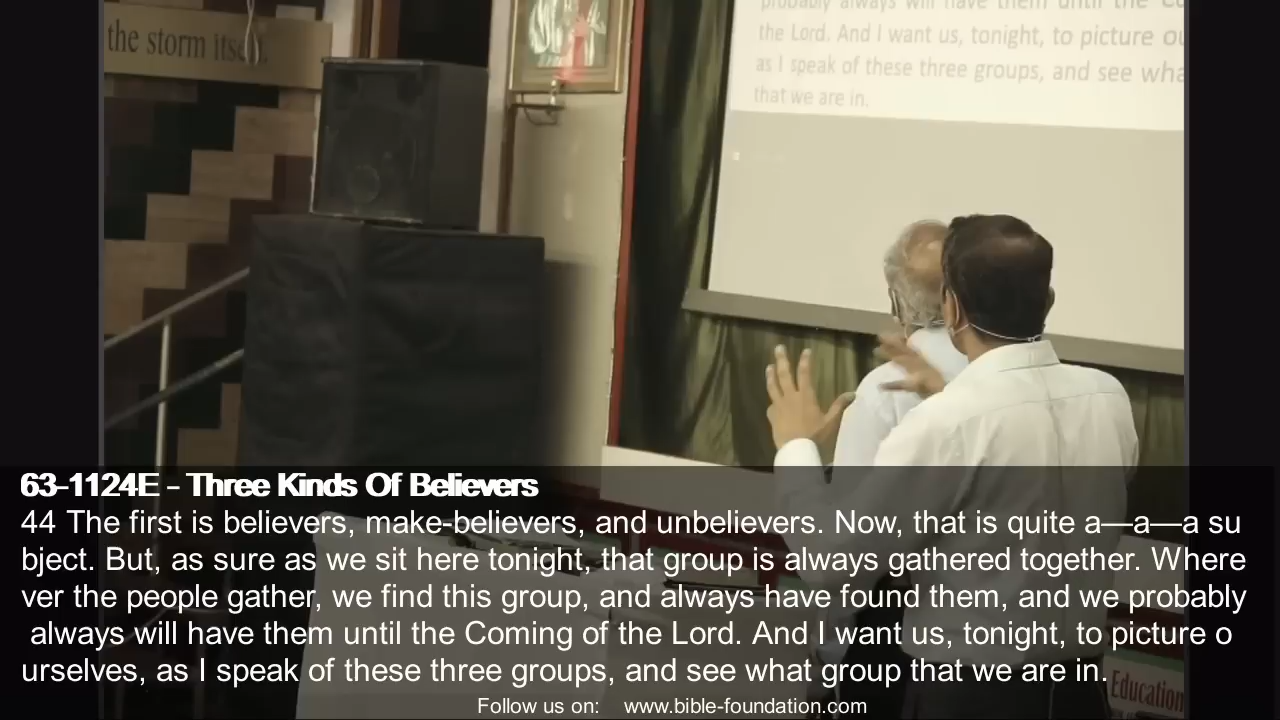 the storm itself.
probably always will have them until the
the Lord. And I want us, tonight, to picture ou
as I speak of these three groups, and see wha
that we are in.
63-1124E – Three Kinds Of Believers
44 The first is believers, make-believers, and unbelievers. Now, that is quite a—a—a su
bject. But, as sure as we sit here tonight, that group is always gathered together. Where
ver the people gather, we find this group, and always have found them, and we probably
always will have them until the Coming of the Lord. And I want us, tonight, to picture o
urselves, as I speak of these three groups, and see what group that we are in.
Education
Follow us on: www.bible-foundation.com